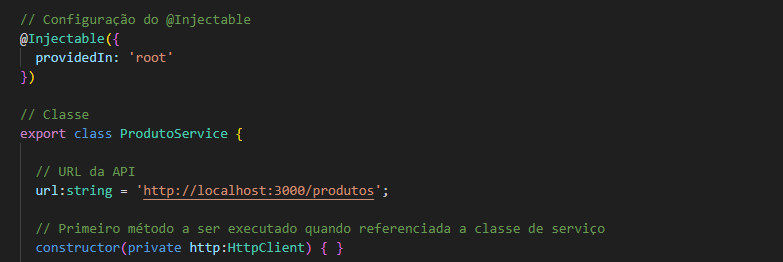 // Configuração do @Injectable
@Injectable({
providedIn: 'root'
})
// Classe
export class ProdutoService {
// URL da API
url:string = 'http://localhost:3000/produtos';
// Primeiro método a ser executado quando referenciada a classe de serviço
constructor(private http:HttpClient) { }